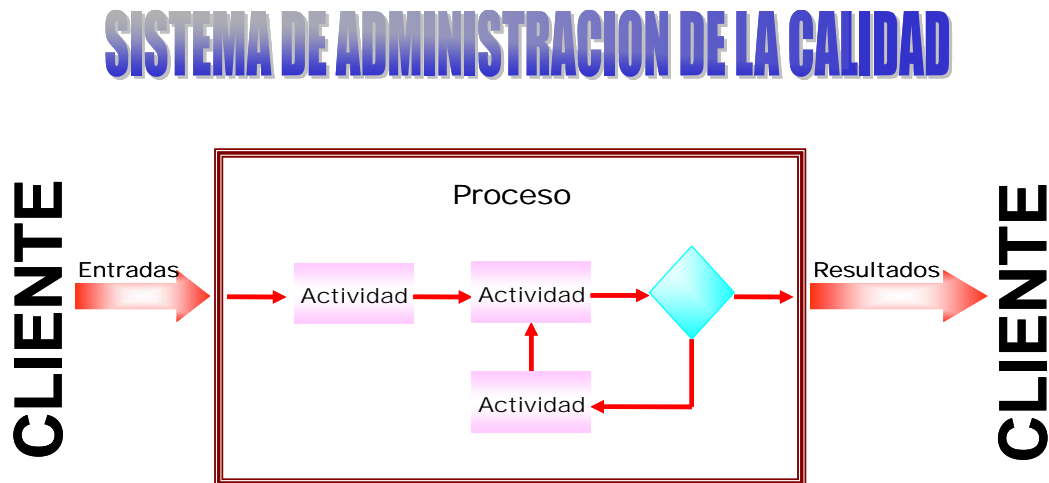 SISTEMA DE ADMINISTRACION DE LA CALIDAD
Proceso
CLIENTE
Entradas
Actividad
Actividad
Actividad
Resultados
CLIENTE